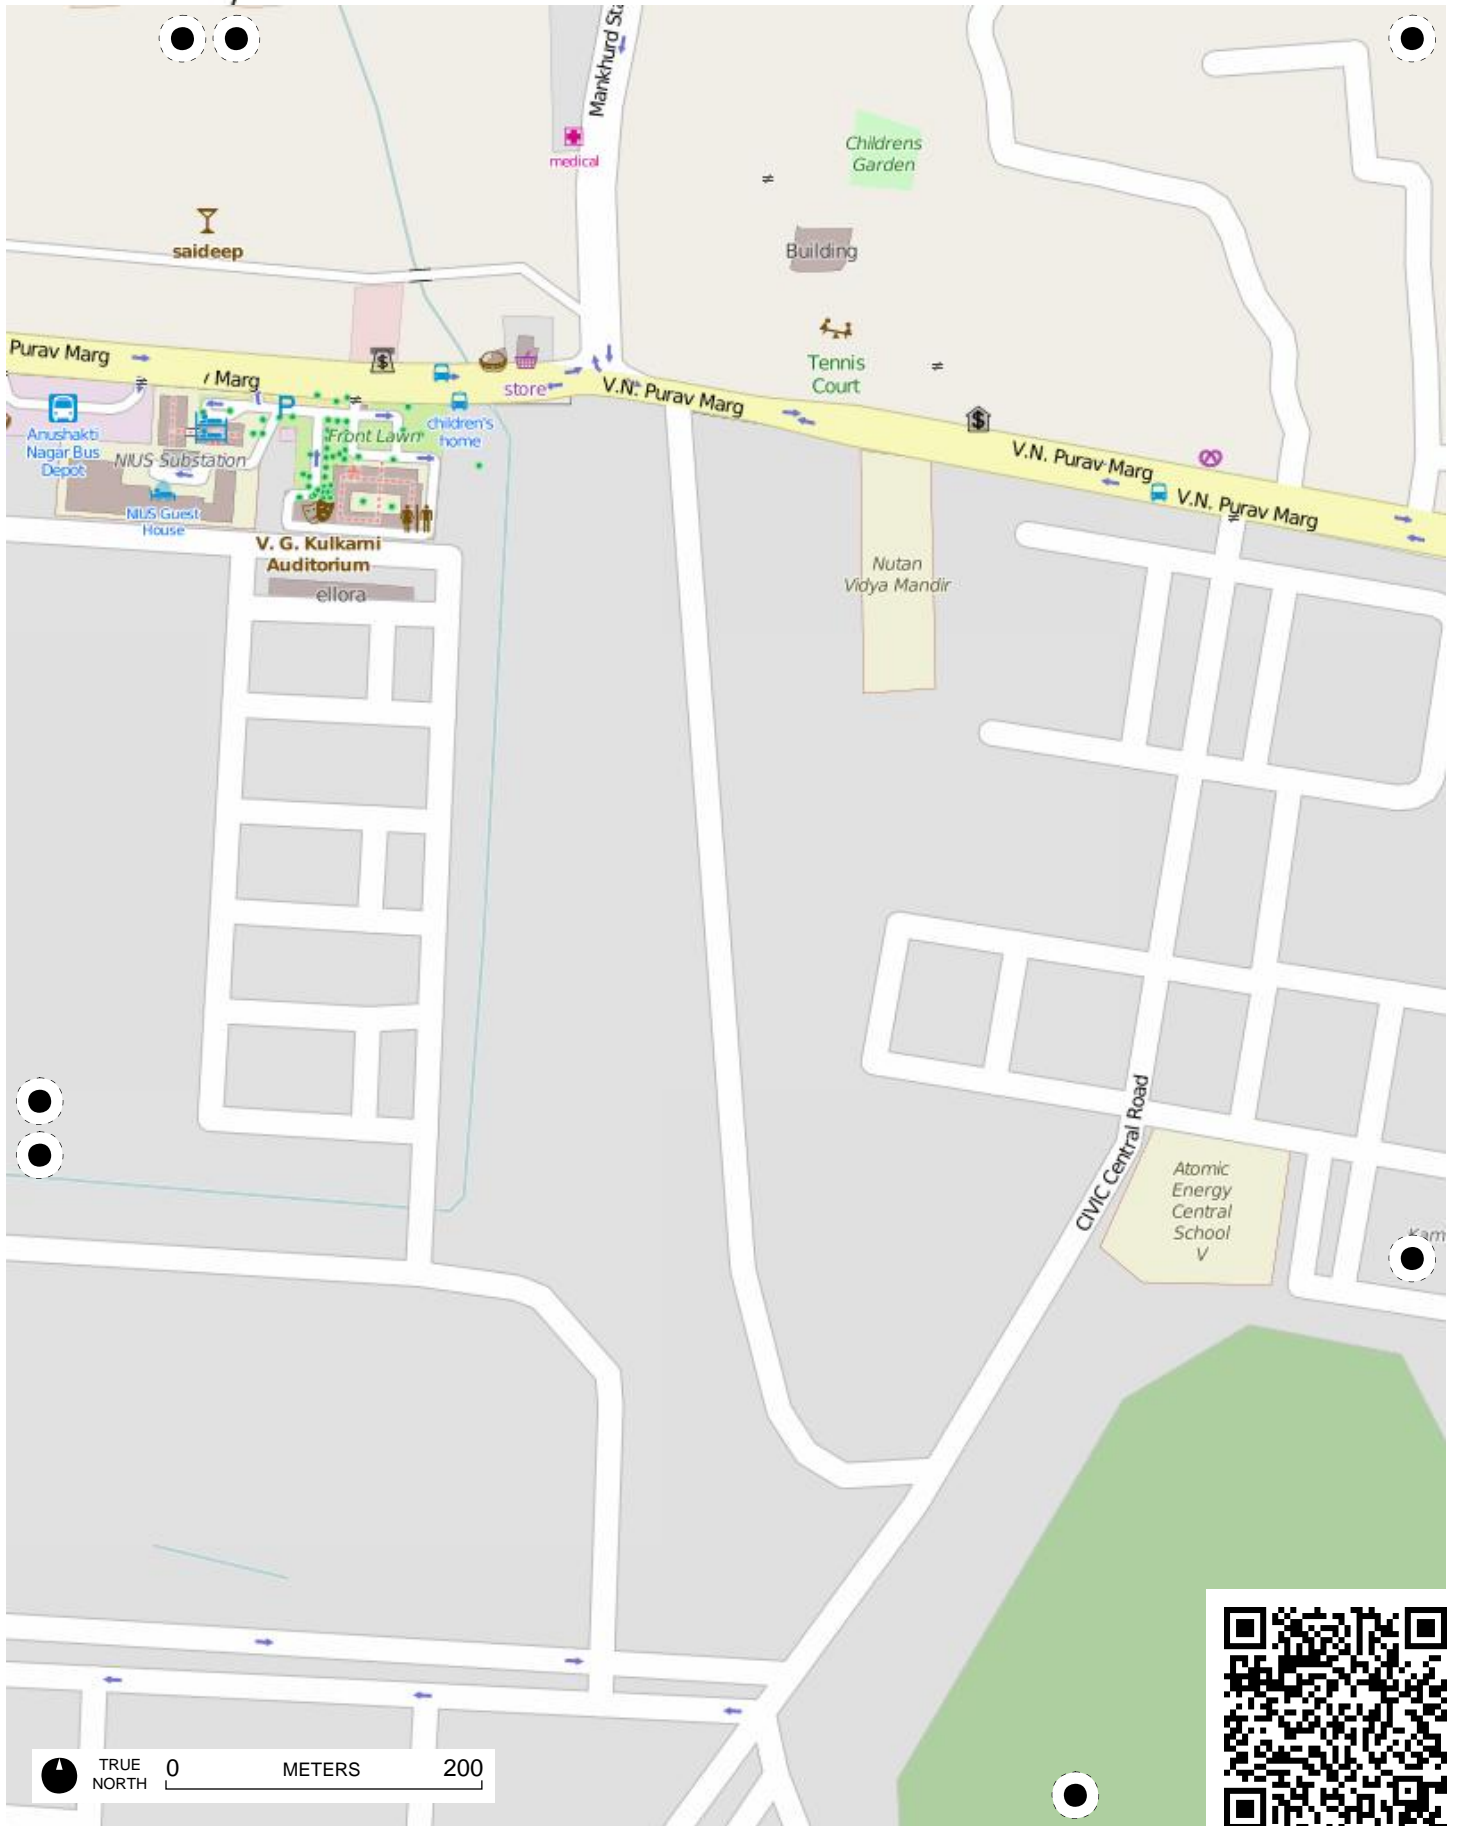 Mankhurd
medical
Childrens
Garden
saideep
Building
Purav Marg
Marg
store
V.N. Purav Marg
Tennis
Court
children's
home
Front Lawn
Anushakti
Nagar Bus
Depot
NIUS Substation
NIUS Guest
House
V.N. Purav Marg
V.N. Purav Marg
V. G. Kulkarni
Auditorium
ellora
Nutan
Vidya Mandir
CIVIC Central Road
Atomic
Energy
Central
School
V
TRUE
NORTH
0 METERS 200